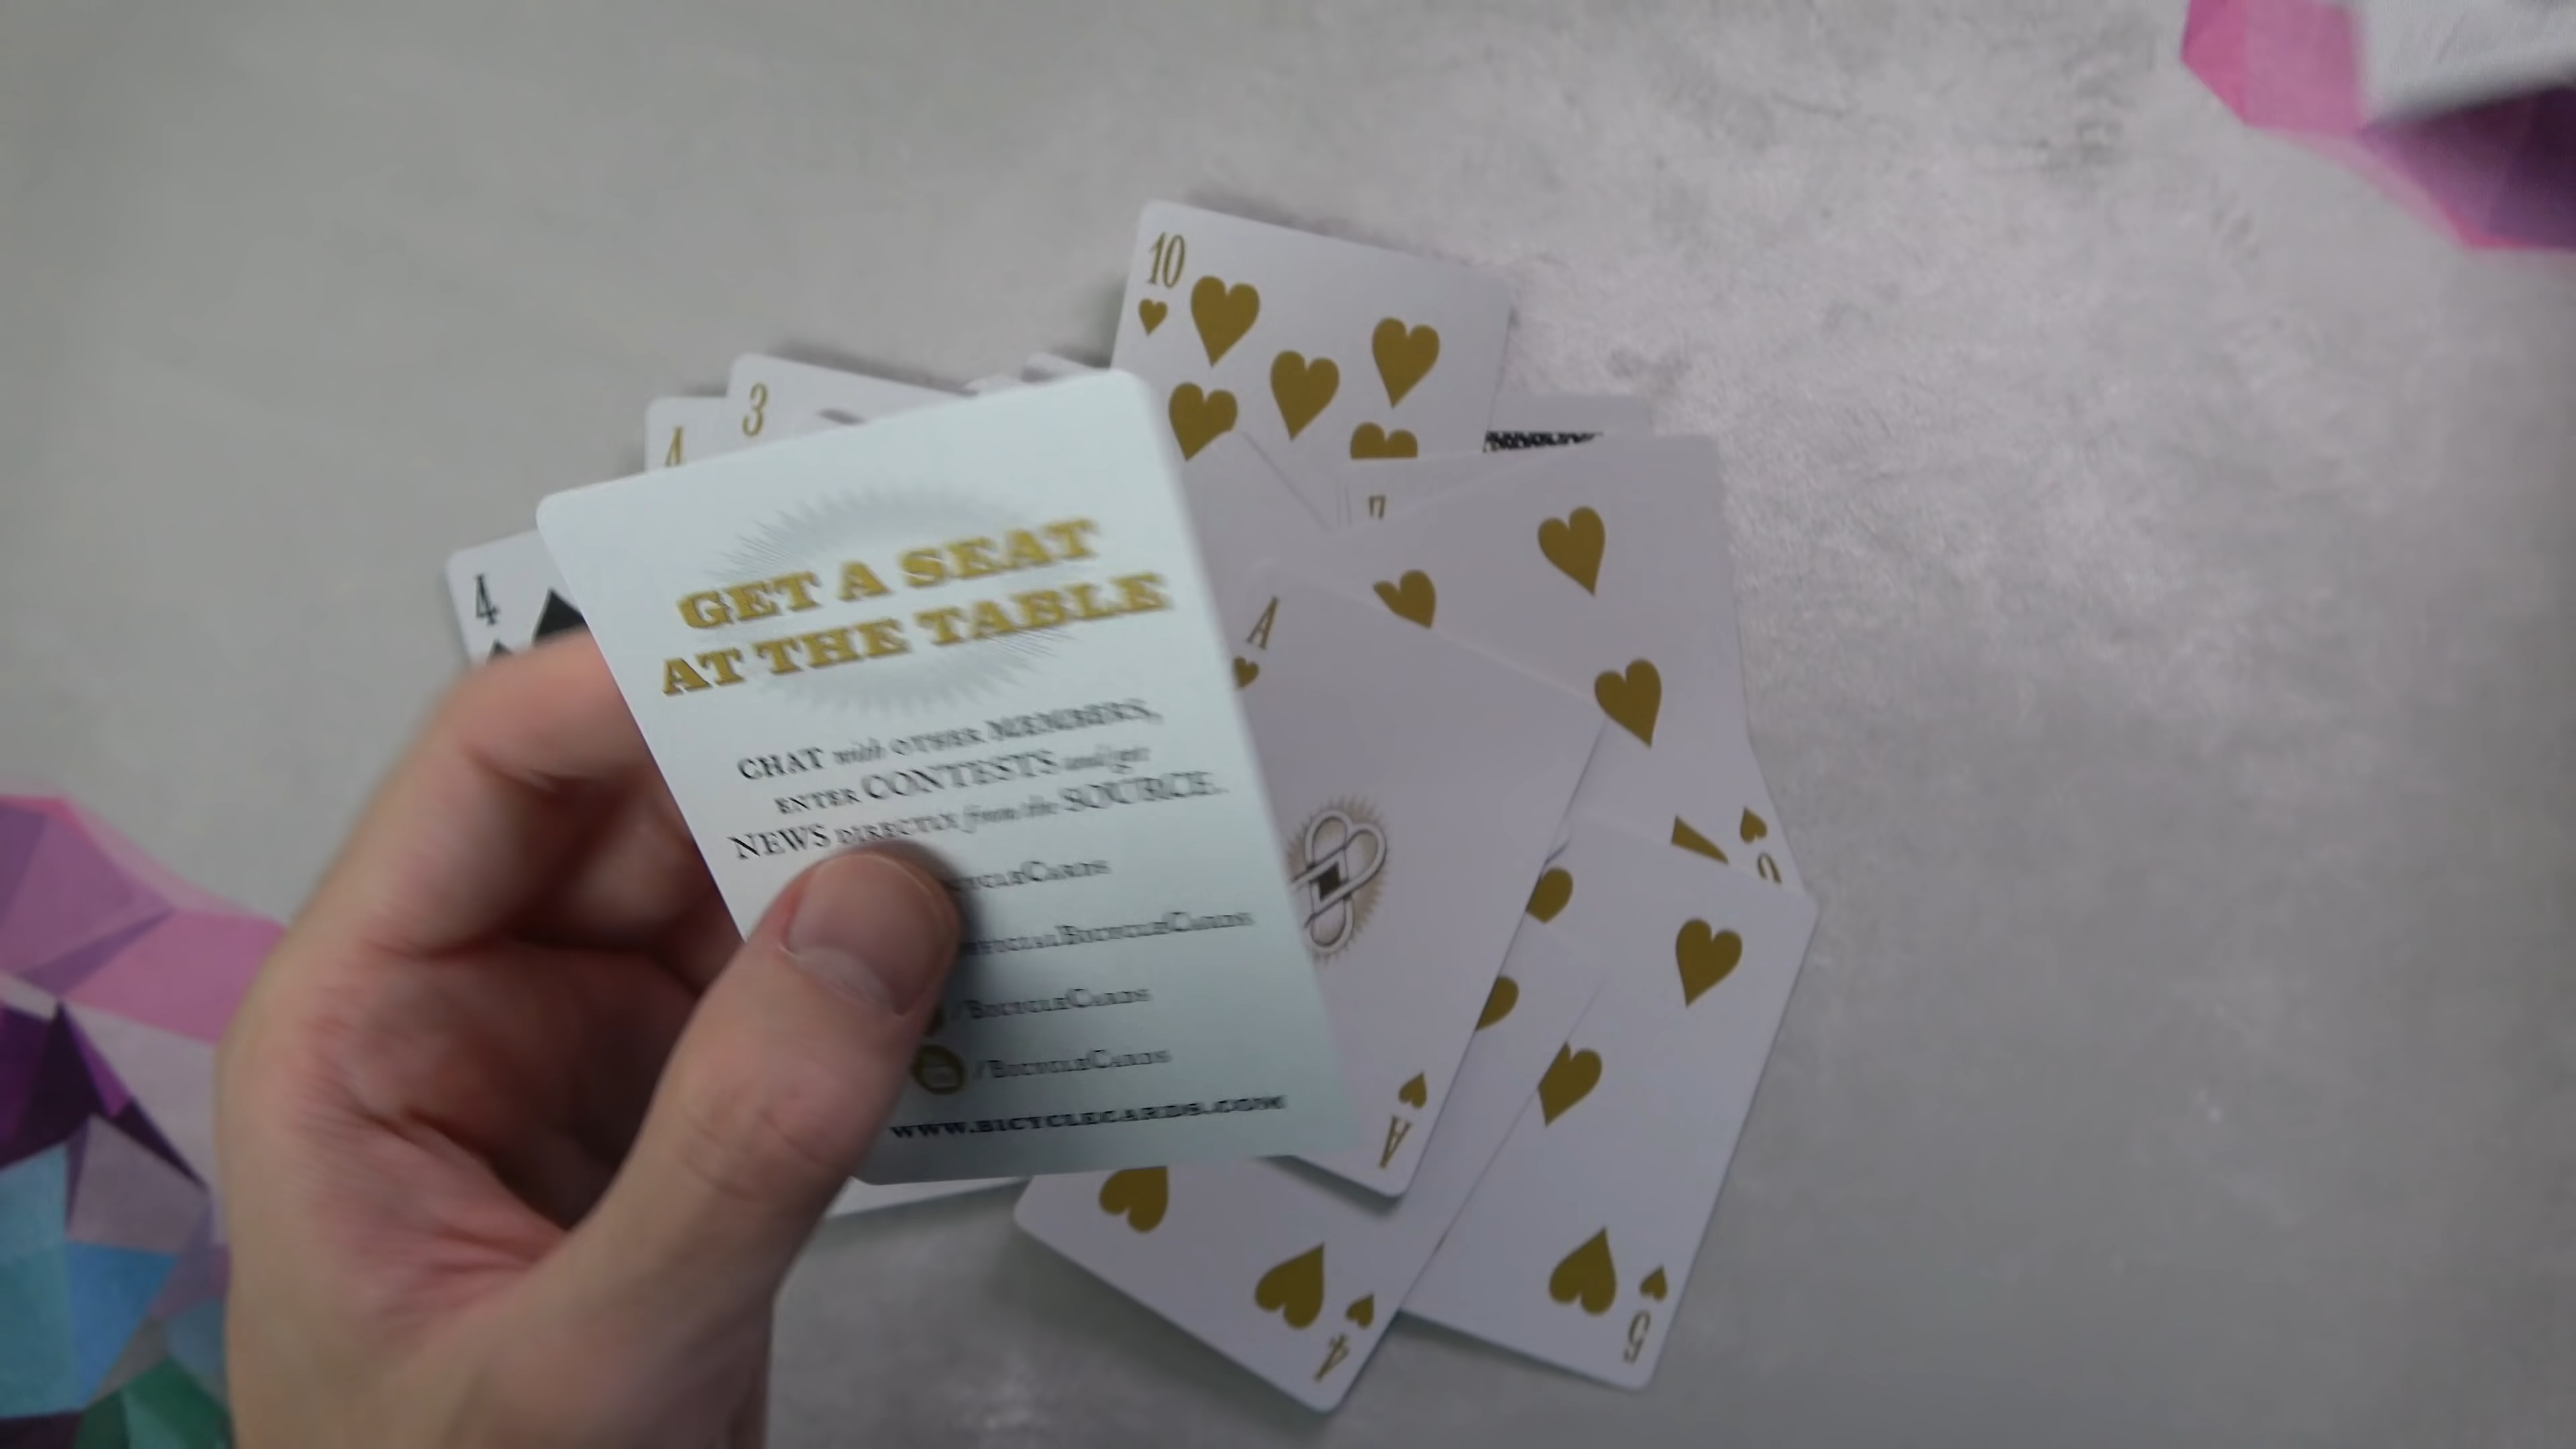 10
3
4
4
A
GET A SEAT
AT THE TABLE
CHAT with OTHER MEMBERS,
ENTER CONTESTS and get
NEWS DIRECTLY from the SOURCE.
/BicycleCards
/BicycleCards
WWW.BICYCLECARDS.COM
A
4
5